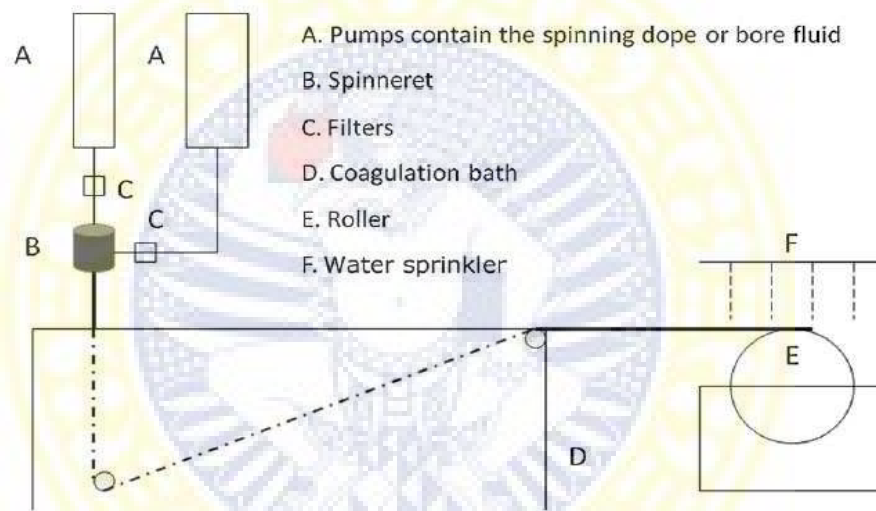 A
A
A. Pumps contain the spinning dope or bore fluid
B. Spinneret
C. Filters
D. Coagulation bath
E. Roller
F. Water sprinkler
C
C
B
F
E
D